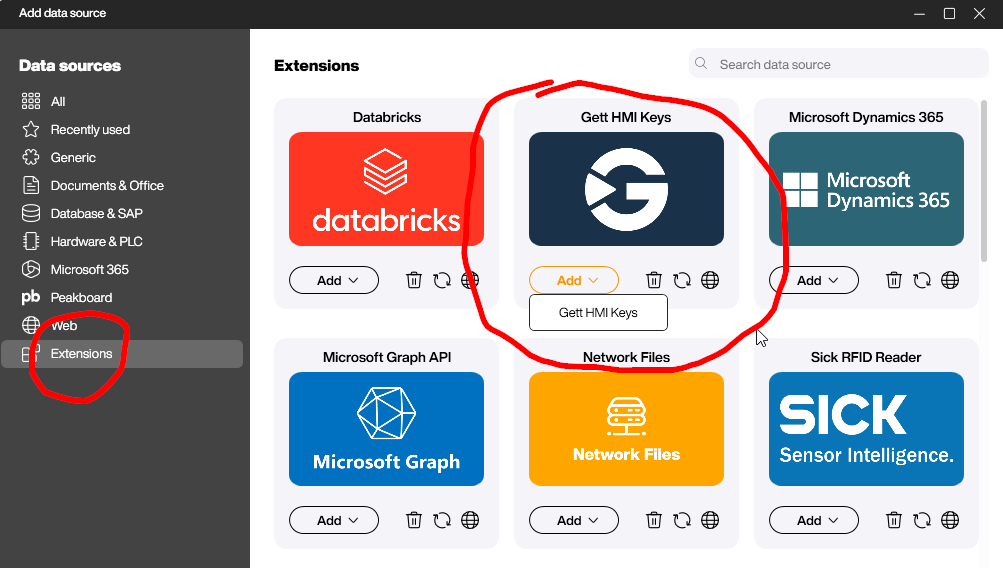 Add data source
Data sources
All
Recently used
Generic
Documents & Office
Database & SAP
Hardware & PLC
Microsoft 365
pb Peakboard
Web
Extensions
Extensions
Search data source
Databricks
Gett HMI Keys
Microsoft Dynamics 365
databricks
G
Microsoft
Dynamics 365
Add
Add
Add
Gett HMI Keys
Microsoft Graph API
Network Files
Sick RFID Reader
Microsoft Graph
Network Files
SICK
Sensor Intelligence.
Add
Add
Add